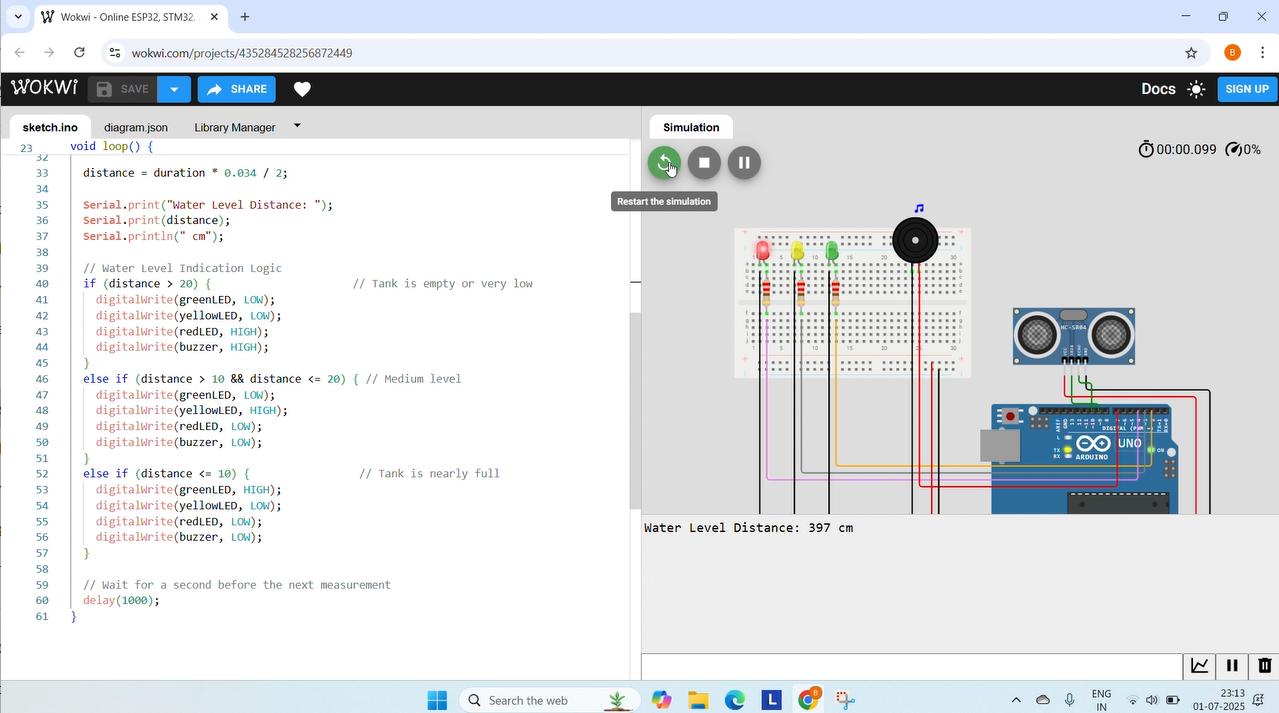 Wokwi - Online ESP32, STM32,
wokwi.com/projects/435284528256872449
B
WOKWI
SAVE
SHARE
Docs
SIGN UP
sketch.ino
diagram.json
Library Manager
Simulation
00:00.099
0%
Restart the simulation
23 void loop() {
32
33 distance = duration * 0.034 / 2;
34
35 Serial.print("Water Level Distance: ");
36 Serial.print(distance);
37 Serial.println(" cm");
38
39 // Water Level Indication Logic
40 if (distance > 20) { // Tank is empty or very low
41 digitalWrite(greenLED, LOW);
42 digitalWrite(yellowLED, LOW);
43 digitalWrite(redLED, HIGH);
44 digitalWrite(buzzer, HIGH);
45 }
46 else if (distance > 10 && distance <= 20) { // Medium level
47 digitalWrite(greenLED, LOW);
48 digitalWrite(yellowLED, HIGH);
49 digitalWrite(redLED, LOW);
50 digitalWrite(buzzer, LOW);
51 }
52 else if (distance <= 10) { // Tank is nearly full
53 digitalWrite(greenLED, HIGH);
54 digitalWrite(yellowLED, LOW);
55 digitalWrite(redLED, LOW);
56 digitalWrite(buzzer, LOW);
57 }
58
59 // Wait for a second before the next measurement
60 delay(1000);
61 }
HC-SR04
UNO
ARDUINO
TX
RX
L
ON
AREF
GND
DIGITAL
Water Level Distance: 397 cm
Search the web
L
B
ENG
IN
23:13
01-07-2025